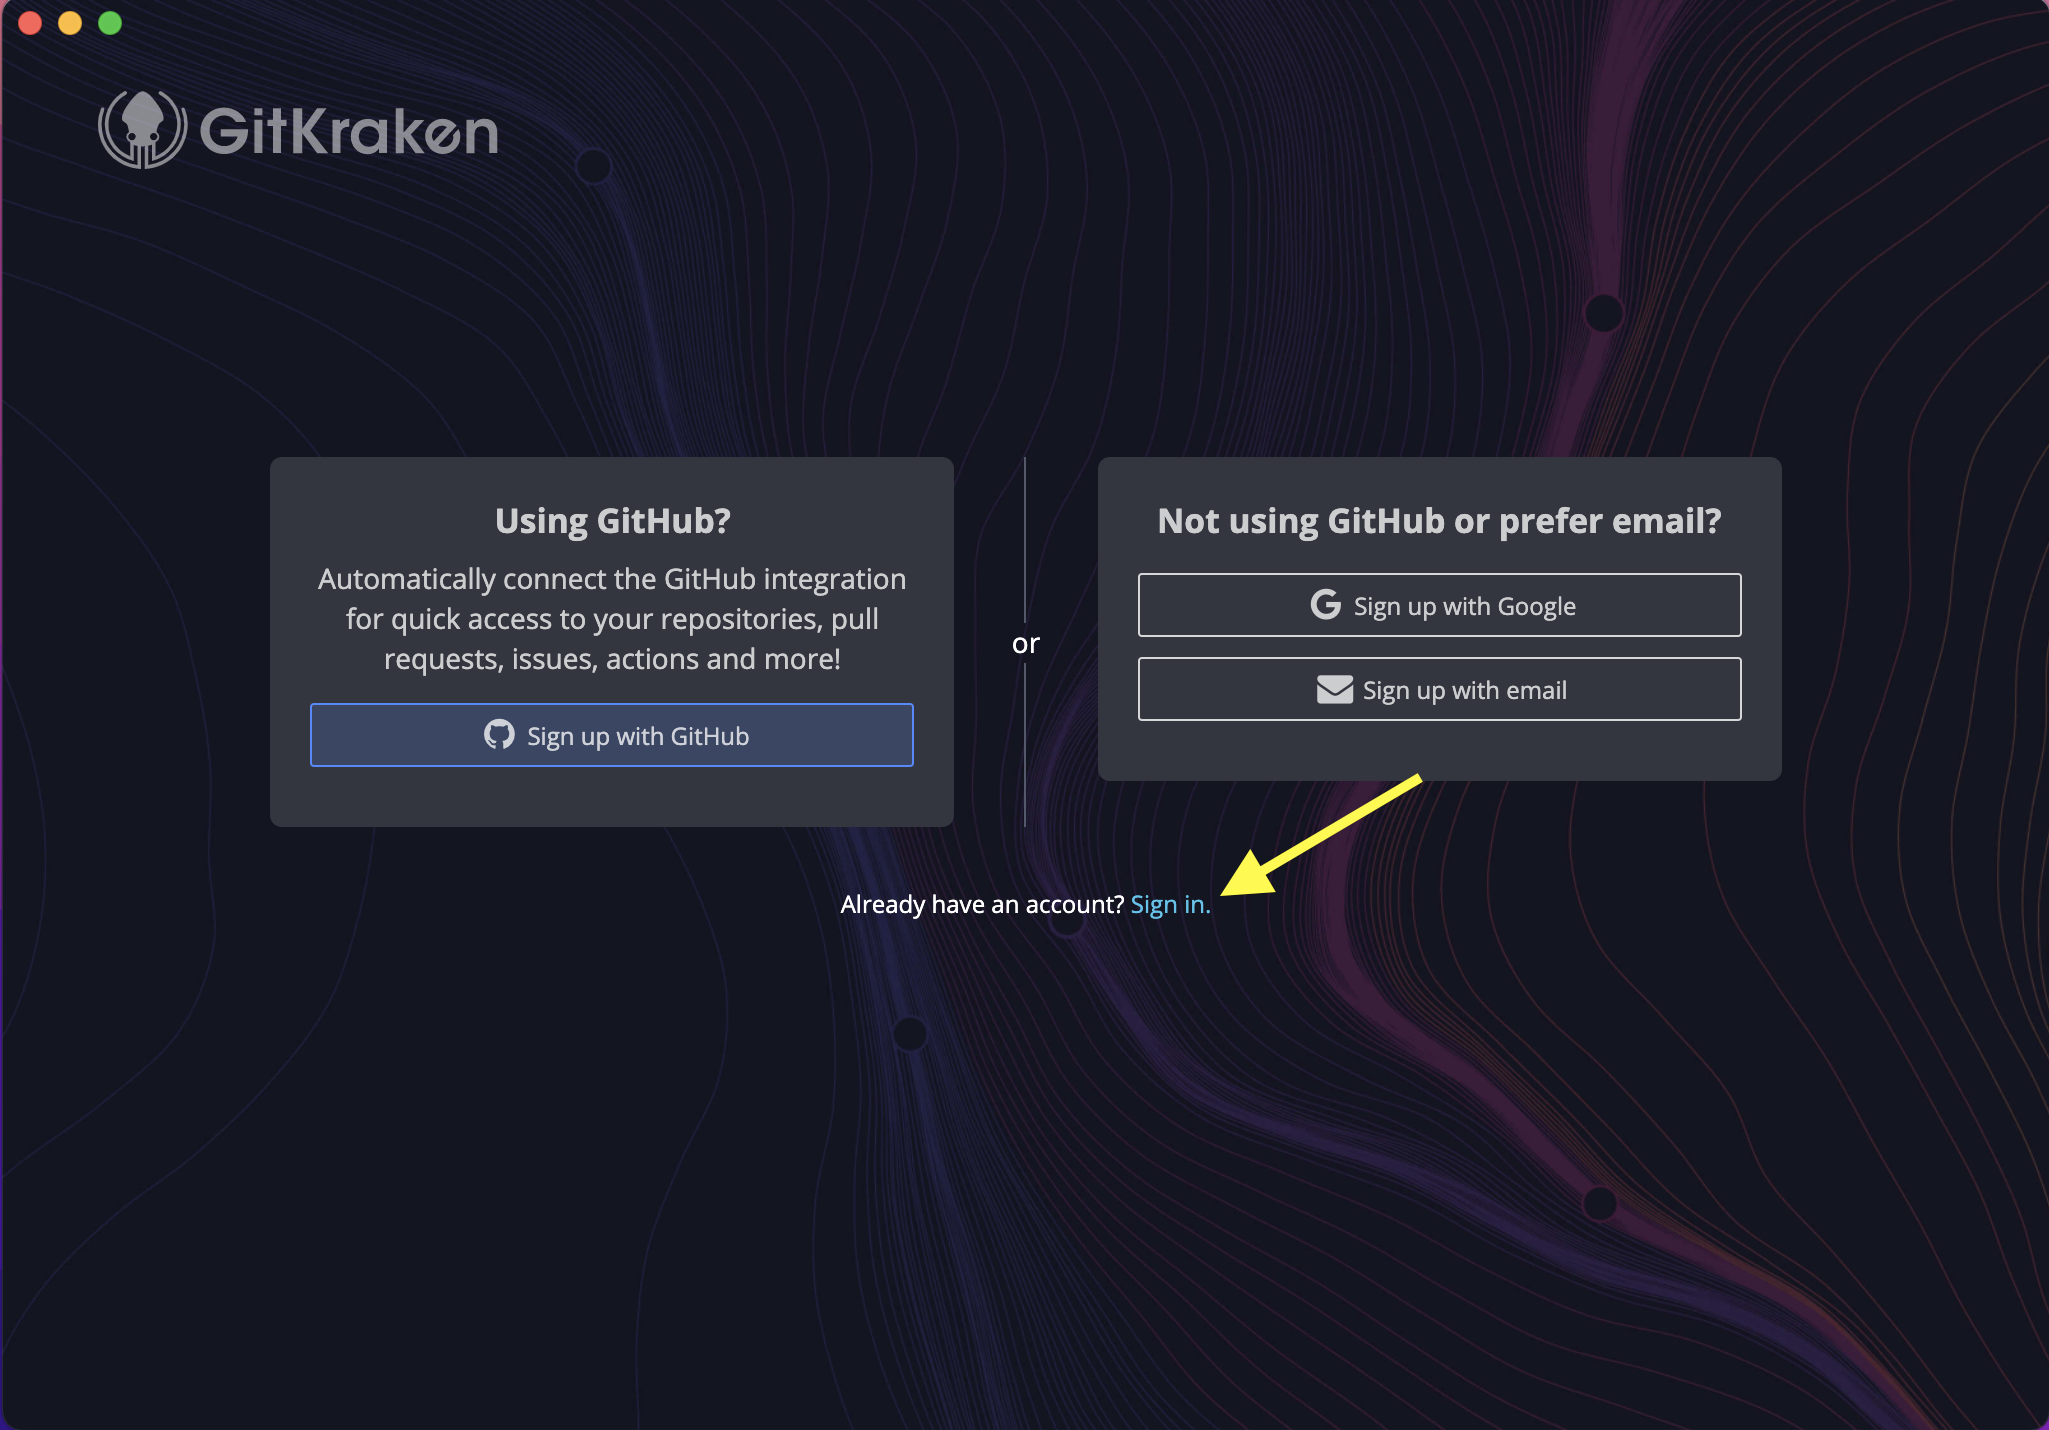 GitKraken
Using GitHub?
Automatically connect the GitHub integration
for quick access to your repositories, pull
requests, issues, actions and more!
Sign up with GitHub
or
Not using GitHub or prefer email?
Sign up with Google
Sign up with email
Already have an account? Sign in.